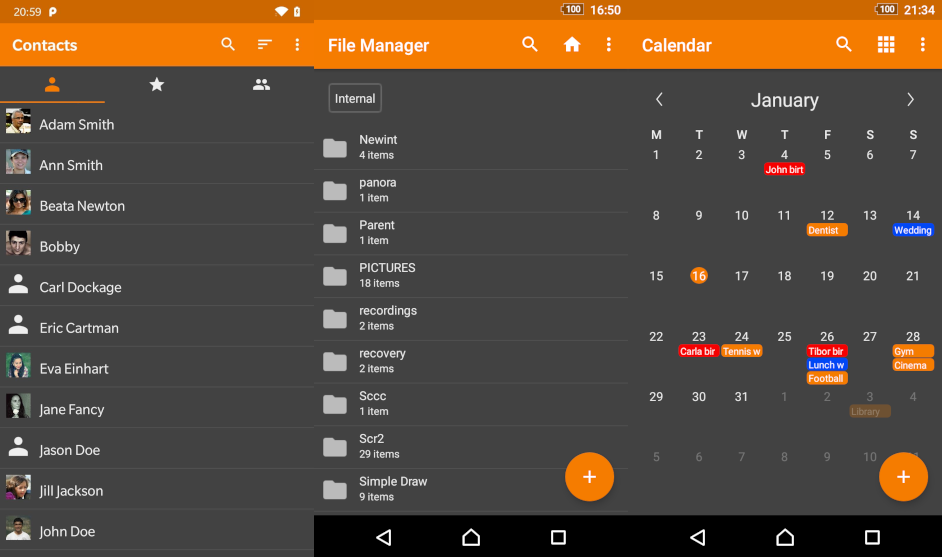 20:59
Contacts
Adam Smith
Ann Smith
Beata Newton
Bobby
Carl Dockage
Eric Cartman
Eva Einhart
Jane Fancy
Jason Doe
Jill Jackson
John Doe
100 16:50
File Manager
Internal
Newint
4 items
panora
1 item
Parent
1 item
PICTURES
18 items
recordings
2 items
recovery
2 items
Sccc
1 item
Scr2
29 items
Simple Draw
9 items
+
100 21:34
Calendar
January
M T W T F S S
1 2 3 4 5 6 7
John birt
8 9 10 11 12 13 14
Dentist Wedding
15 16 17 18 19 20 21
22 23 24 25 26 27 28
Carla bir Tennis w Tibor bir Gym
Lunch w Cinema
Football
29 30 31 1 2 3 4
Library
5 6 7 8 9 10
+